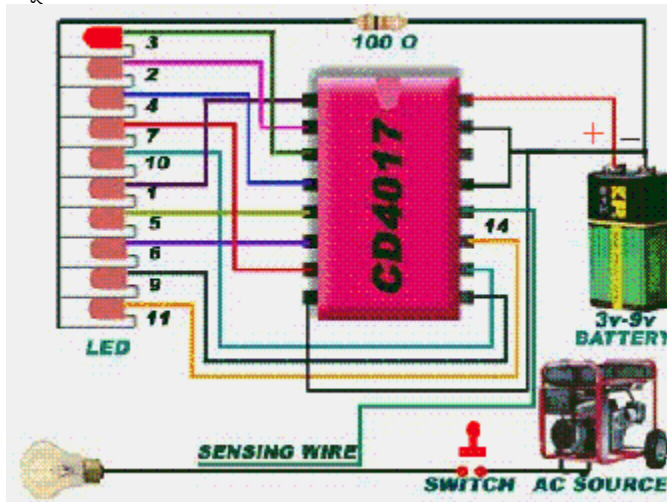 100 Ω
3
2
4
7
10
1
5
6
9
11
LED
CD4017
14
+ −
3v-9v
BATTERY
SENSING WIRE
SWITCH
AC SOURCE